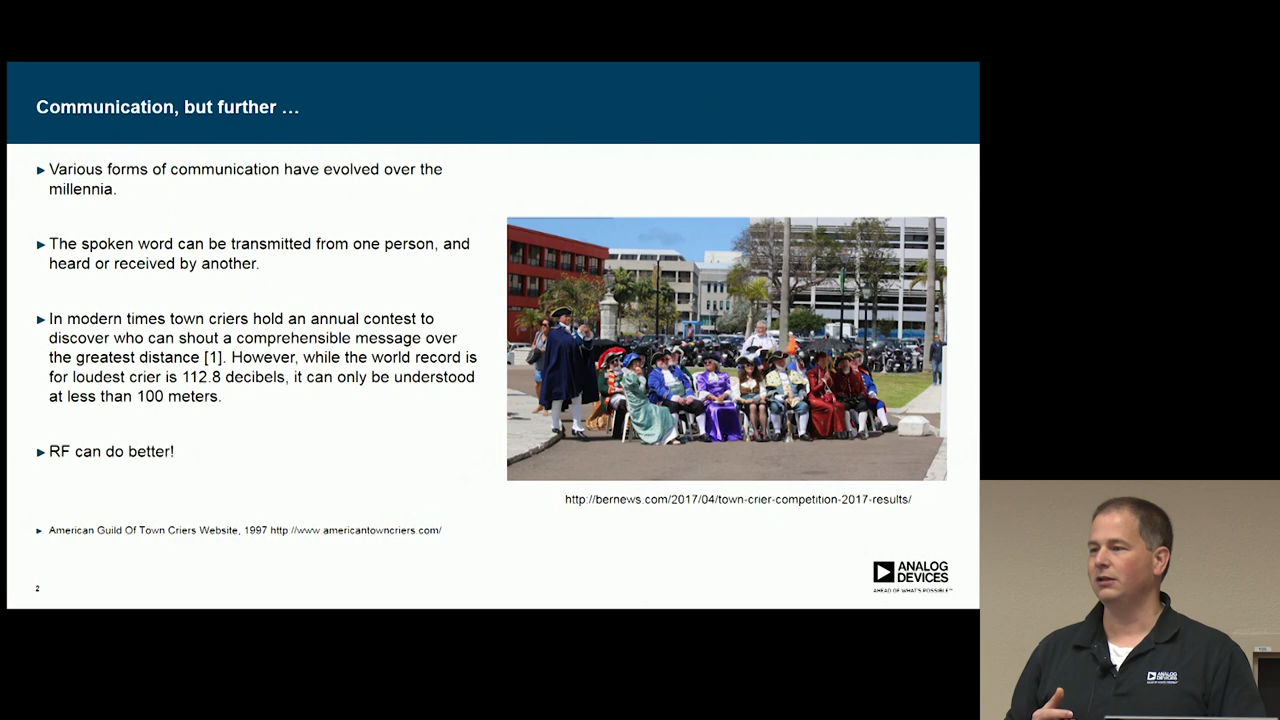 Communication, but further …
Various forms of communication have evolved over the
millennia.
The spoken word can be transmitted from one person, and
heard or received by another.
In modern times town criers hold an annual contest to
discover who can shout a comprehensible message over
the greatest distance [1]. However, while the world record is
for loudest crier is 112.8 decibels, it can only be understood
at less than 100 meters.
RF can do better!
http://bernews.com/2017/04/town-crier-competition-2017-results/
American Guild Of Town Criers Website, 1997 http://www.americantowncriers.com/
2
ANALOG
DEVICES
AHEAD OF WHAT'S POSSIBLE™
ANALOG
DEVICES